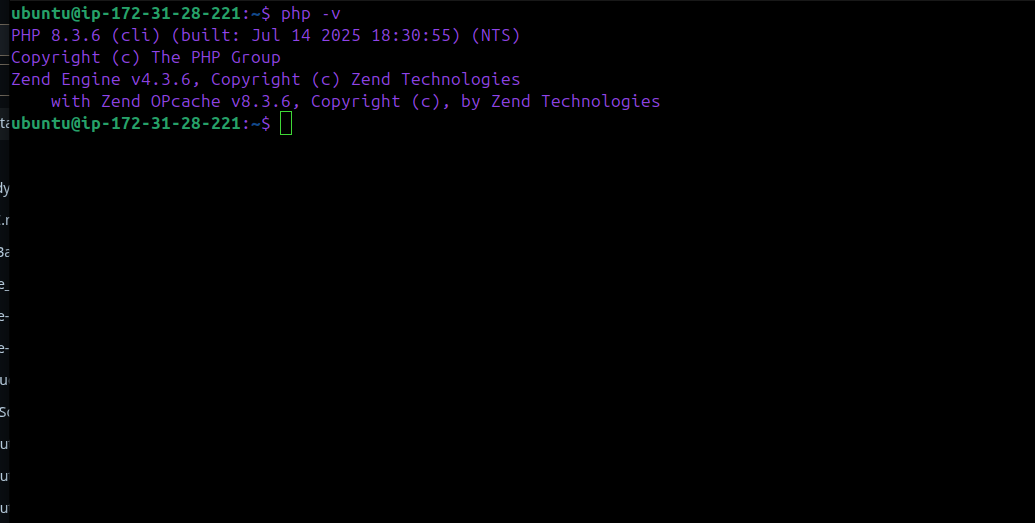 ubuntu@ip-172-31-28-221:~$ php -v
PHP 8.3.6 (cli) (built: Jul 14 2025 18:30:55) (NTS)
Copyright (c) The PHP Group
Zend Engine v4.3.6, Copyright (c) Zend Technologies
    with Zend OPcache v8.3.6, Copyright (c), by Zend Technologies
ubuntu@ip-172-31-28-221:~$